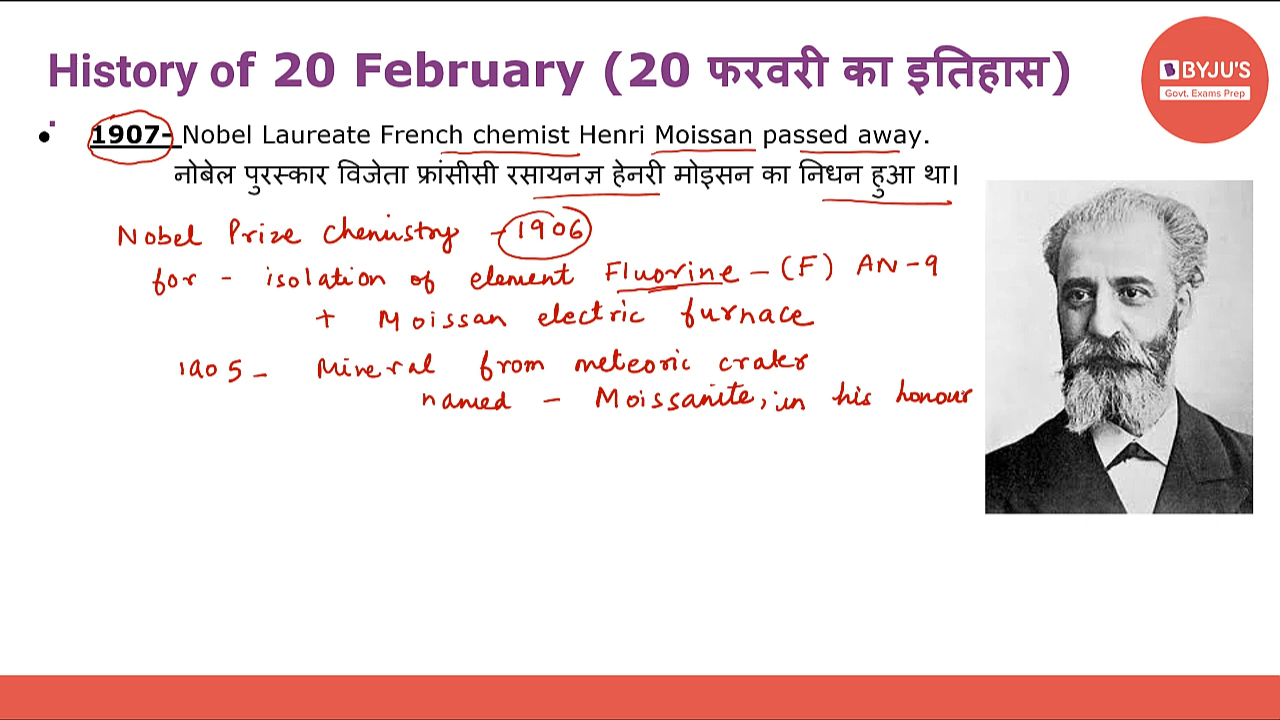 History of 20 February (20 फरवरी का इतिहास)
BYJU'S
Govt. Exams Prep
• 1907- Nobel Laureate French chemist Henri Moissan passed away.
नोबेल पुरस्कार विजेता फ्रांसीसी रसायनज्ञ हेनरी मोइसन का निधन हुआ था।
Nobel Prize Chemistry - 1906
for - isolation of element Fluorine - (F) AN-9
+ Moissan electric furnace
1905 - Mineral from meteoric crater
named - Moissanite, in his honour